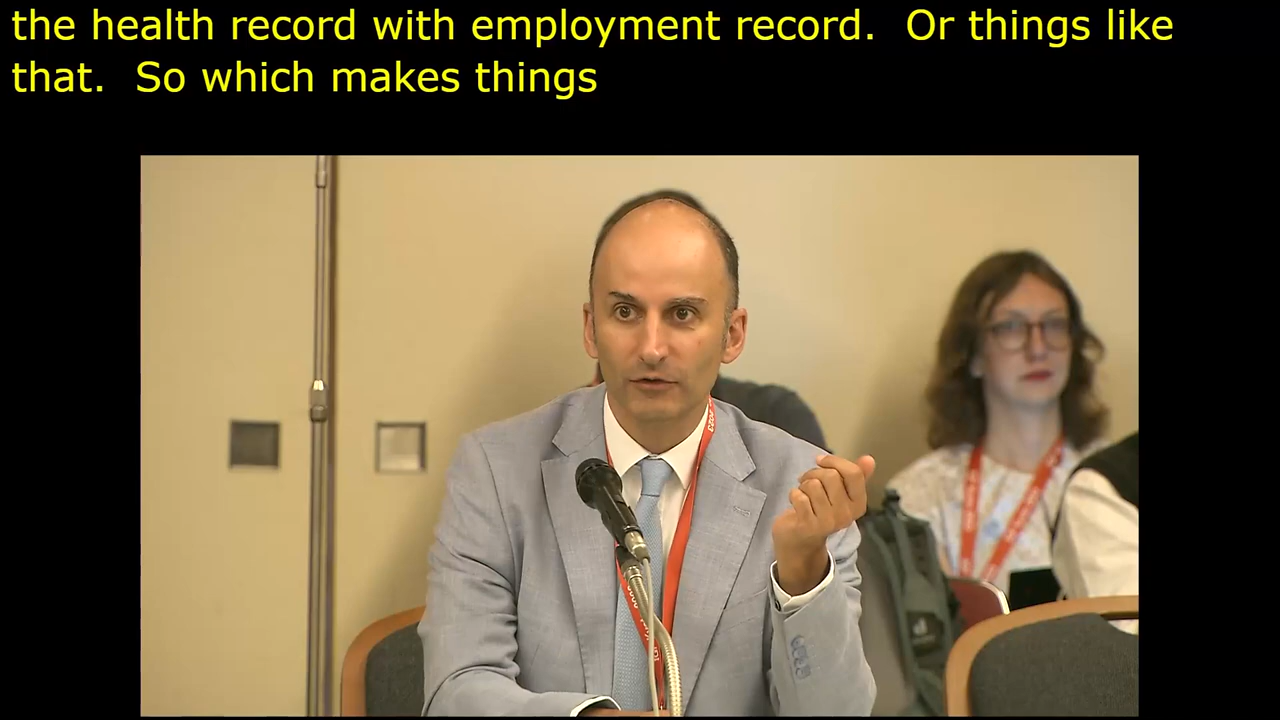 the health record with employment record.  Or things like
that.  So which makes things